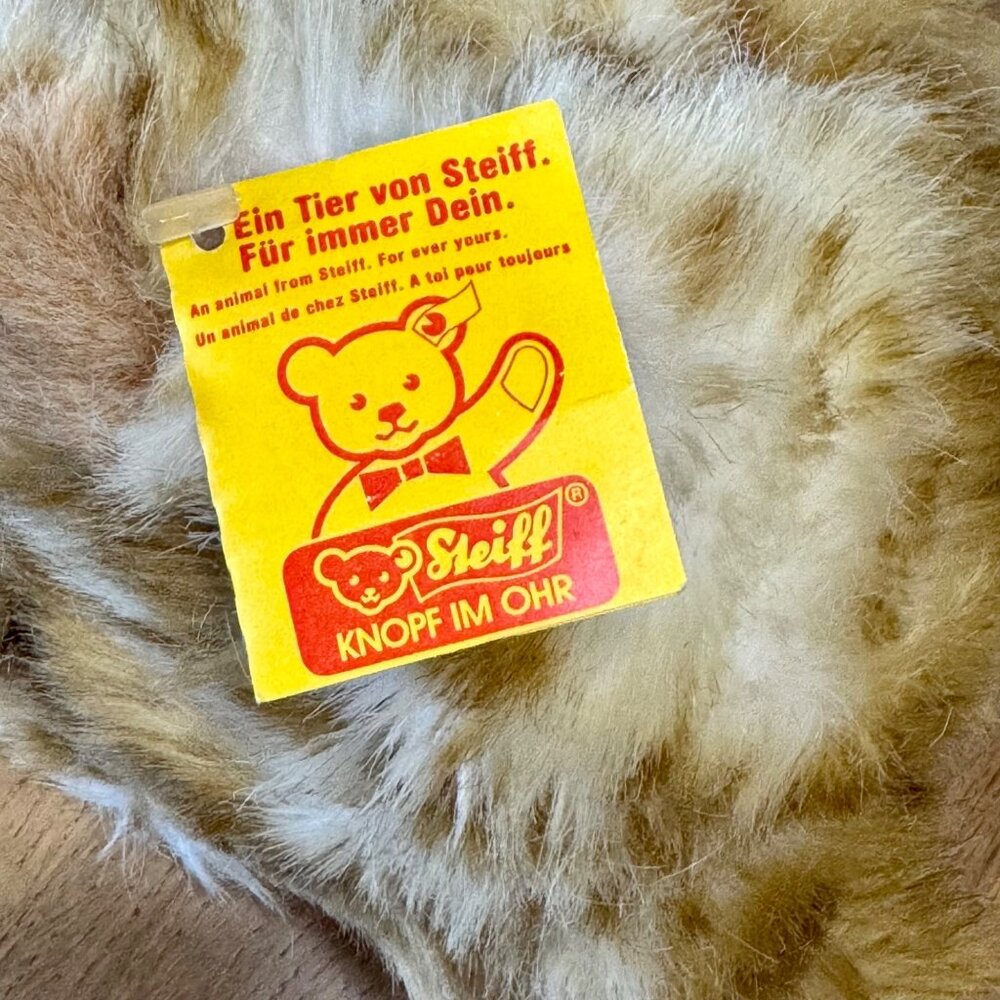 Ein Tier von Steiff.
Für immer Dein.
An animal from Steiff. For ever yours.
Un animal de chez Steiff. A toi pour toujours
Steiff ®
KNOPF IM OHR